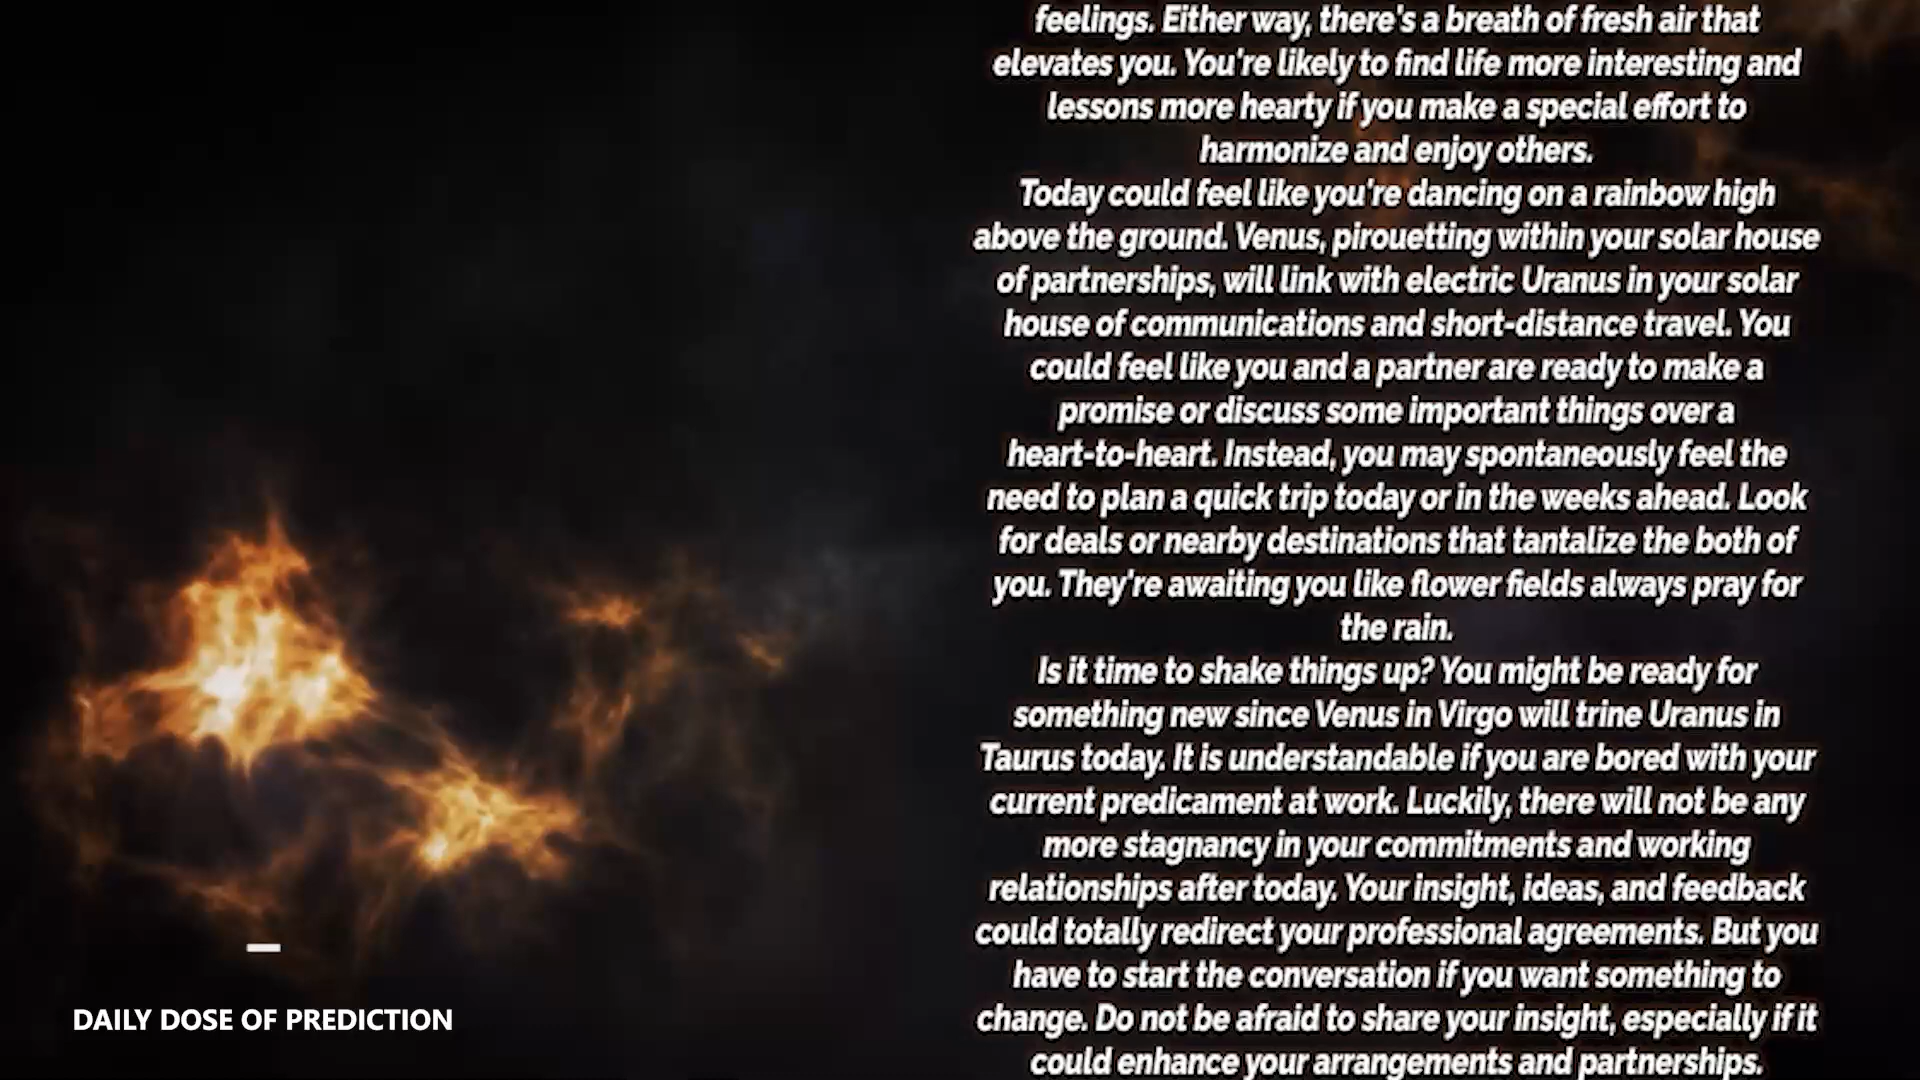 feelings. Either way, there's a breath of fresh air that
elevates you. You're likely to find life more interesting and
lessons more hearty if you make a special effort to
harmonize and enjoy others.
Today could feel like you're dancing on a rainbow high
above the ground. Venus, pirouetting within your solar house
of partnerships, will link with electric Uranus in your solar
house of communications and short-distance travel. You
could feel like you and a partner are ready to make a
promise or discuss some important things over a
heart-to-heart. Instead, you may spontaneously feel the
need to plan a quick trip today or in the weeks ahead. Look
for deals or nearby destinations that tantalize the both of
you. They're awaiting you like flower fields always pray for
the rain.
Is it time to shake things up? You might be ready for
something new since Venus in Virgo will trine Uranus in
Taurus today. It is understandable if you are bored with your
current predicament at work. Luckily, there will not be any
more stagnancy in your commitments and working
relationships after today. Your insight, ideas, and feedback
could totally redirect your professional agreements. But you
have to start the conversation if you want something to
change. Do not be afraid to share your insight, especially if it
could enhance your arrangements and partnerships.
DAILY DOSE OF PREDICTION